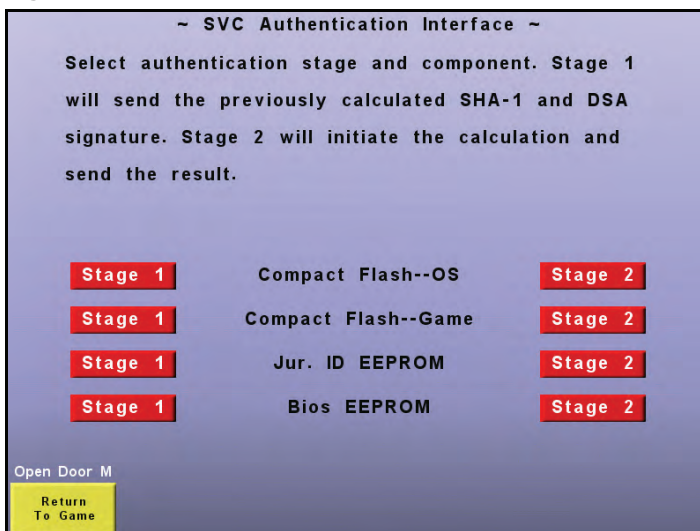 ~ SVC Authentication Interface ~
Select authentication stage and component. Stage 1
will send the previously calculated SHA-1 and DSA
signature. Stage 2 will initiate the calculation and
send the result.
Stage 1 Compact Flash--OS Stage 2
Stage 1 Compact Flash--Game Stage 2
Stage 1 Jur. ID EEPROM Stage 2
Stage 1 Bios EEPROM Stage 2
Open Door M
Return
To Game